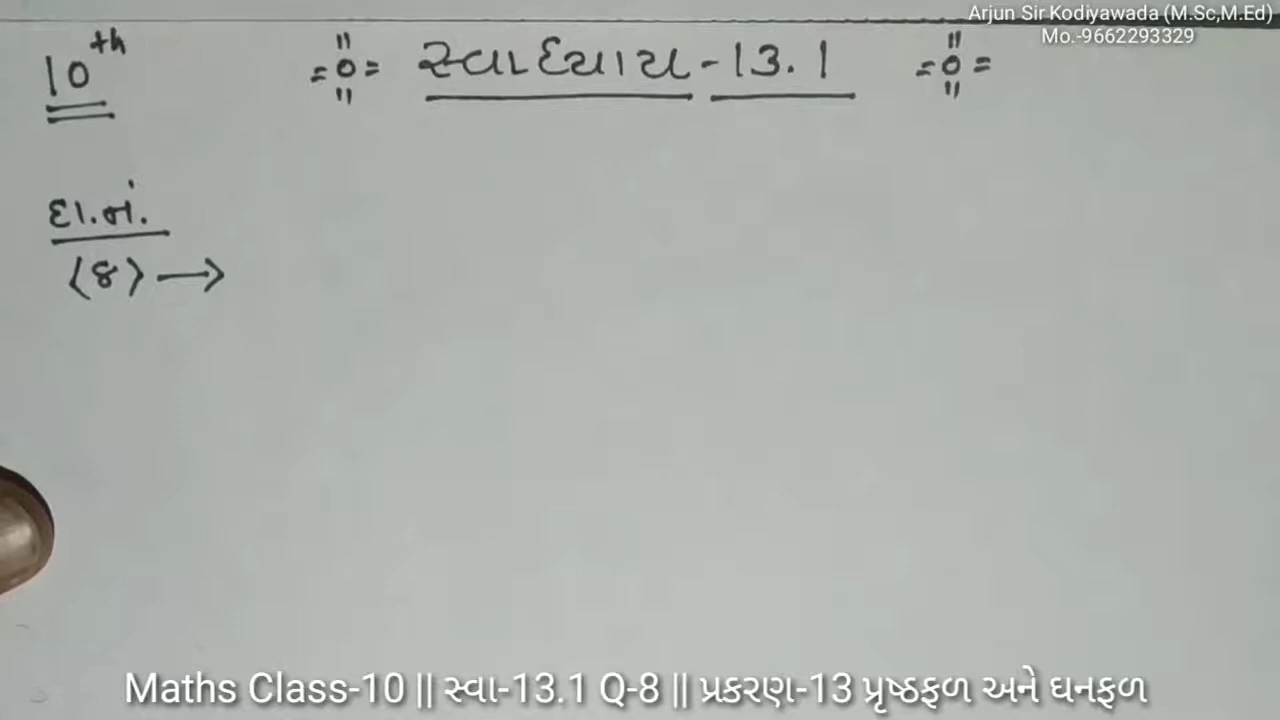 Arjun Sir Kodiyawada (M.Sc,M.Ed)
Mo.-9662293329
10th
સ્વાધ્યાય-13.1
દા.નં.
(8) →
Maths Class-10 || સ્વા-13.1 Q-8 || પ્રકરણ-13 પ્રૃષ્ઠફળ અને ઘનફળ